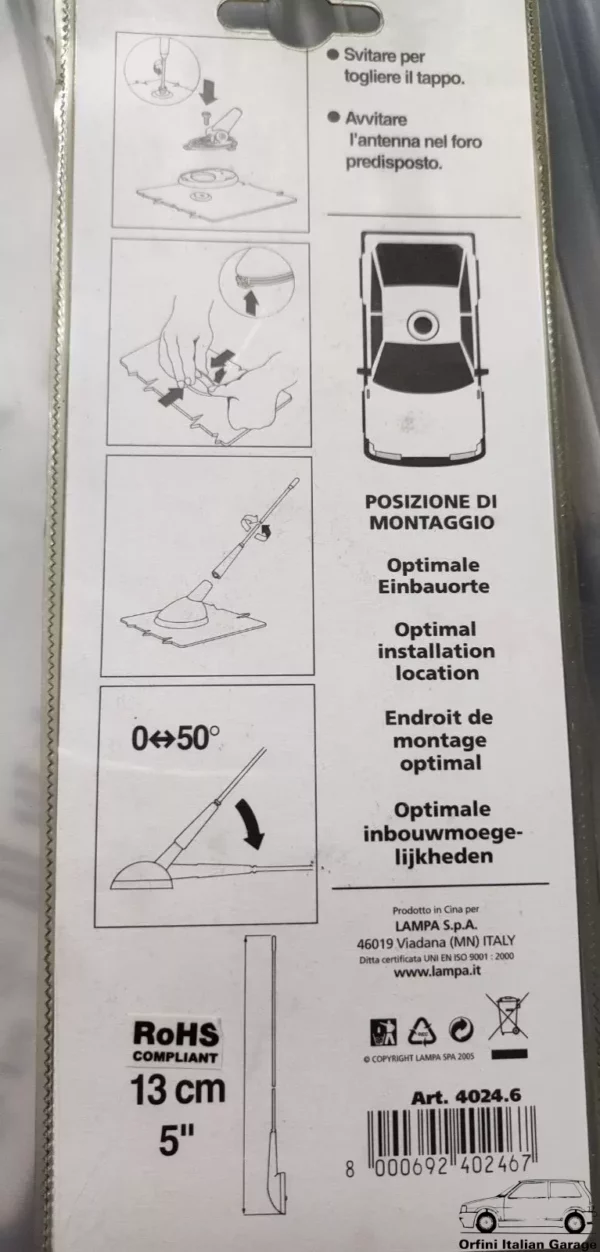 ● Svitare per
togliere il tappo.
● Avvitare
l'antenna nel foro
predisposto.
POSIZIONE DI
MONTAGGIO
Optimale
Einbauorte
Optimal
installation
location
Endroit de
montage
optimal
Optimale
inbouwmoege-
lijkheden
0↔50°
Prodotto in Cina per
LAMPA S.p.A.
46019 Viadana (MN) ITALY
Ditta certificata UNI EN ISO 9001 : 2000
www.lampa.it
© COPYRIGHT LAMPA SPA 2005
RoHS
COMPLIANT
13 cm
5"
Art. 4024.6
8 000692 402467
Orfini Italian Garage